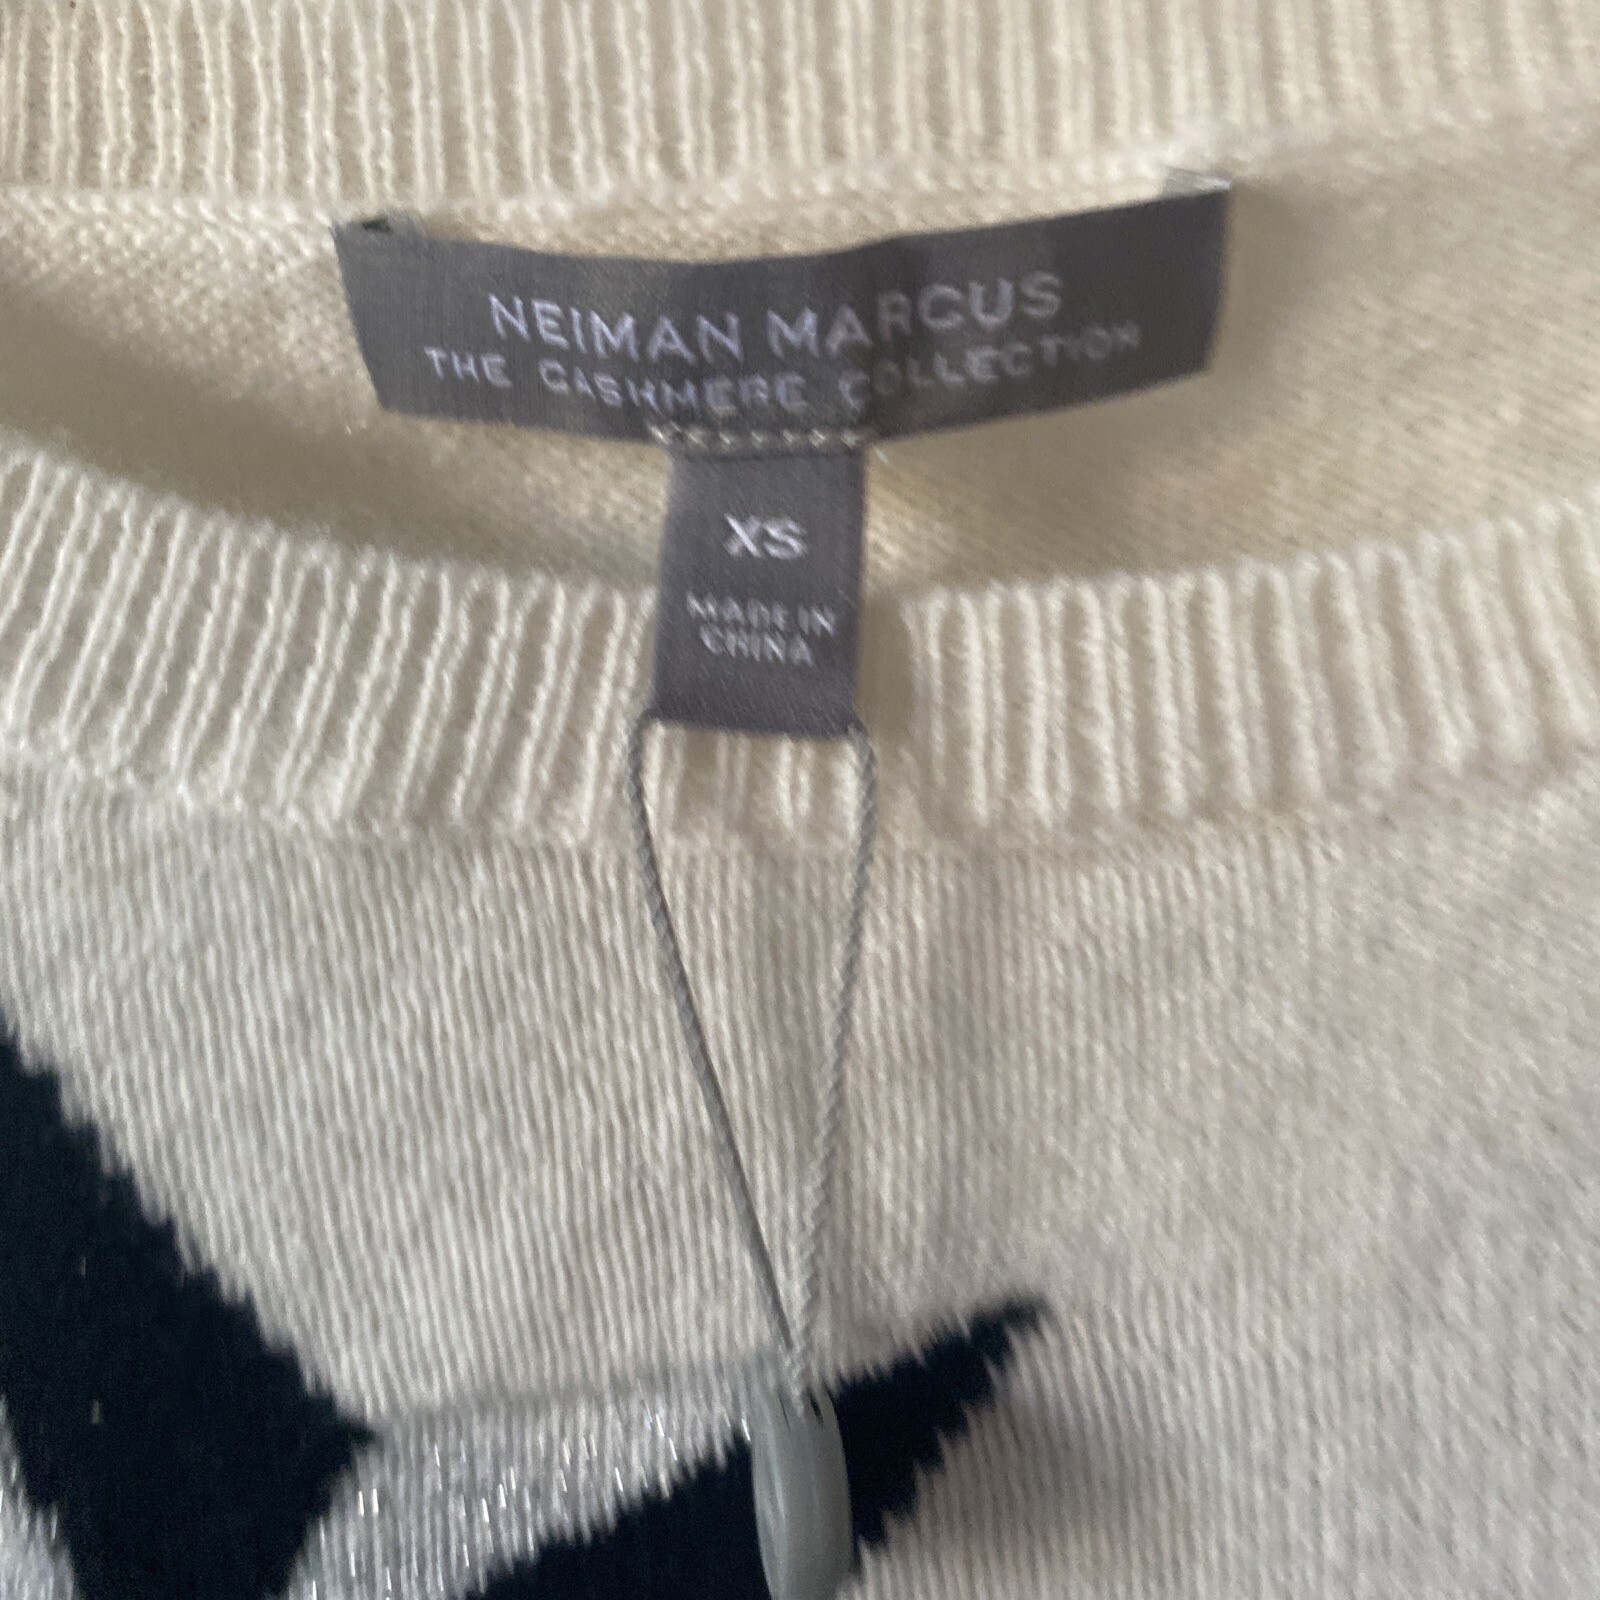 NEIMAN MARCUS
THE CASHMERE COLLECTION
XS
MADE IN
CHINA